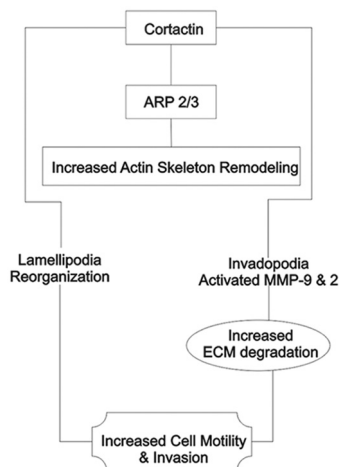 Cortactin
ARP 2/3
Increased Actin Skeleton Remodeling
Lamellipodia
Reorganization
Invadopodia
Activated MMP-9 & 2
Increased
ECM degradation
Increased Cell Motility
& Invasion